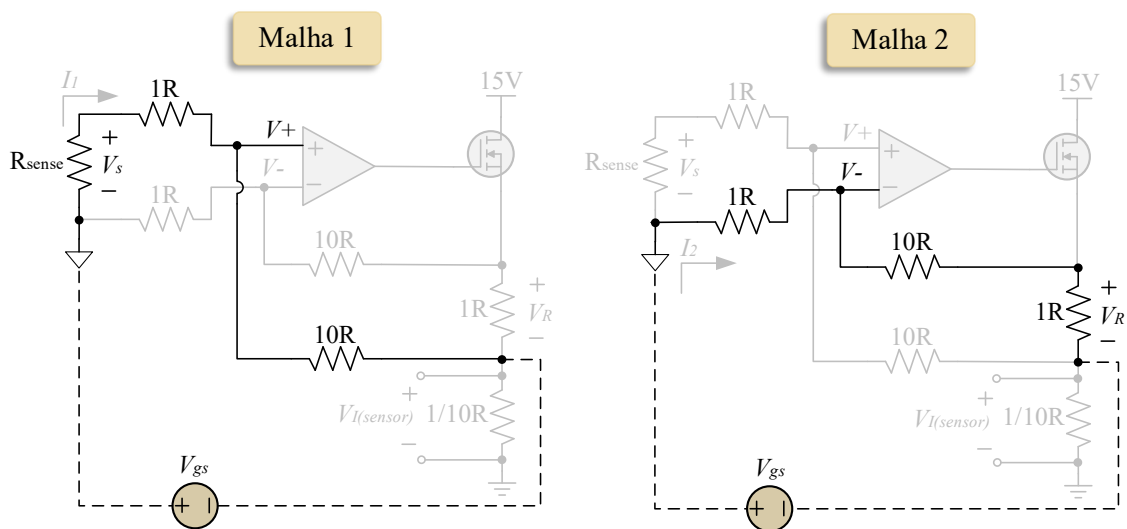 Malha 1
I1
1R
15V
Rsense
+
Vs
−
V+
V-
+
−
1R
10R
1R
+
VR
−
10R
+
VI(sensor)
−
1/10R
Vgs
+
−
Malha 2
1R
15V
Rsense
+
Vs
−
V+
V-
+
−
1R
I2
10R
1R
+
VR
−
10R
+
VI(sensor)
−
1/10R
Vgs
+
−